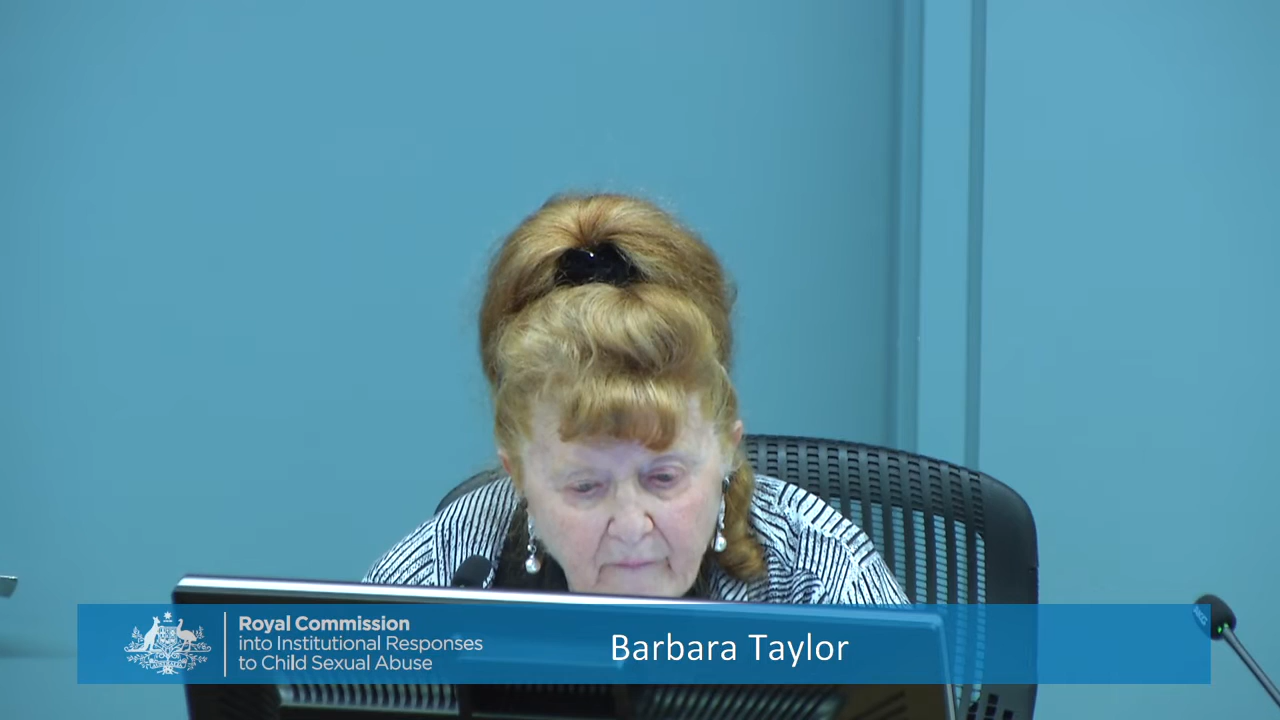 Royal Commission
into Institutional Responses
to Child Sexual Abuse
Barbara Taylor